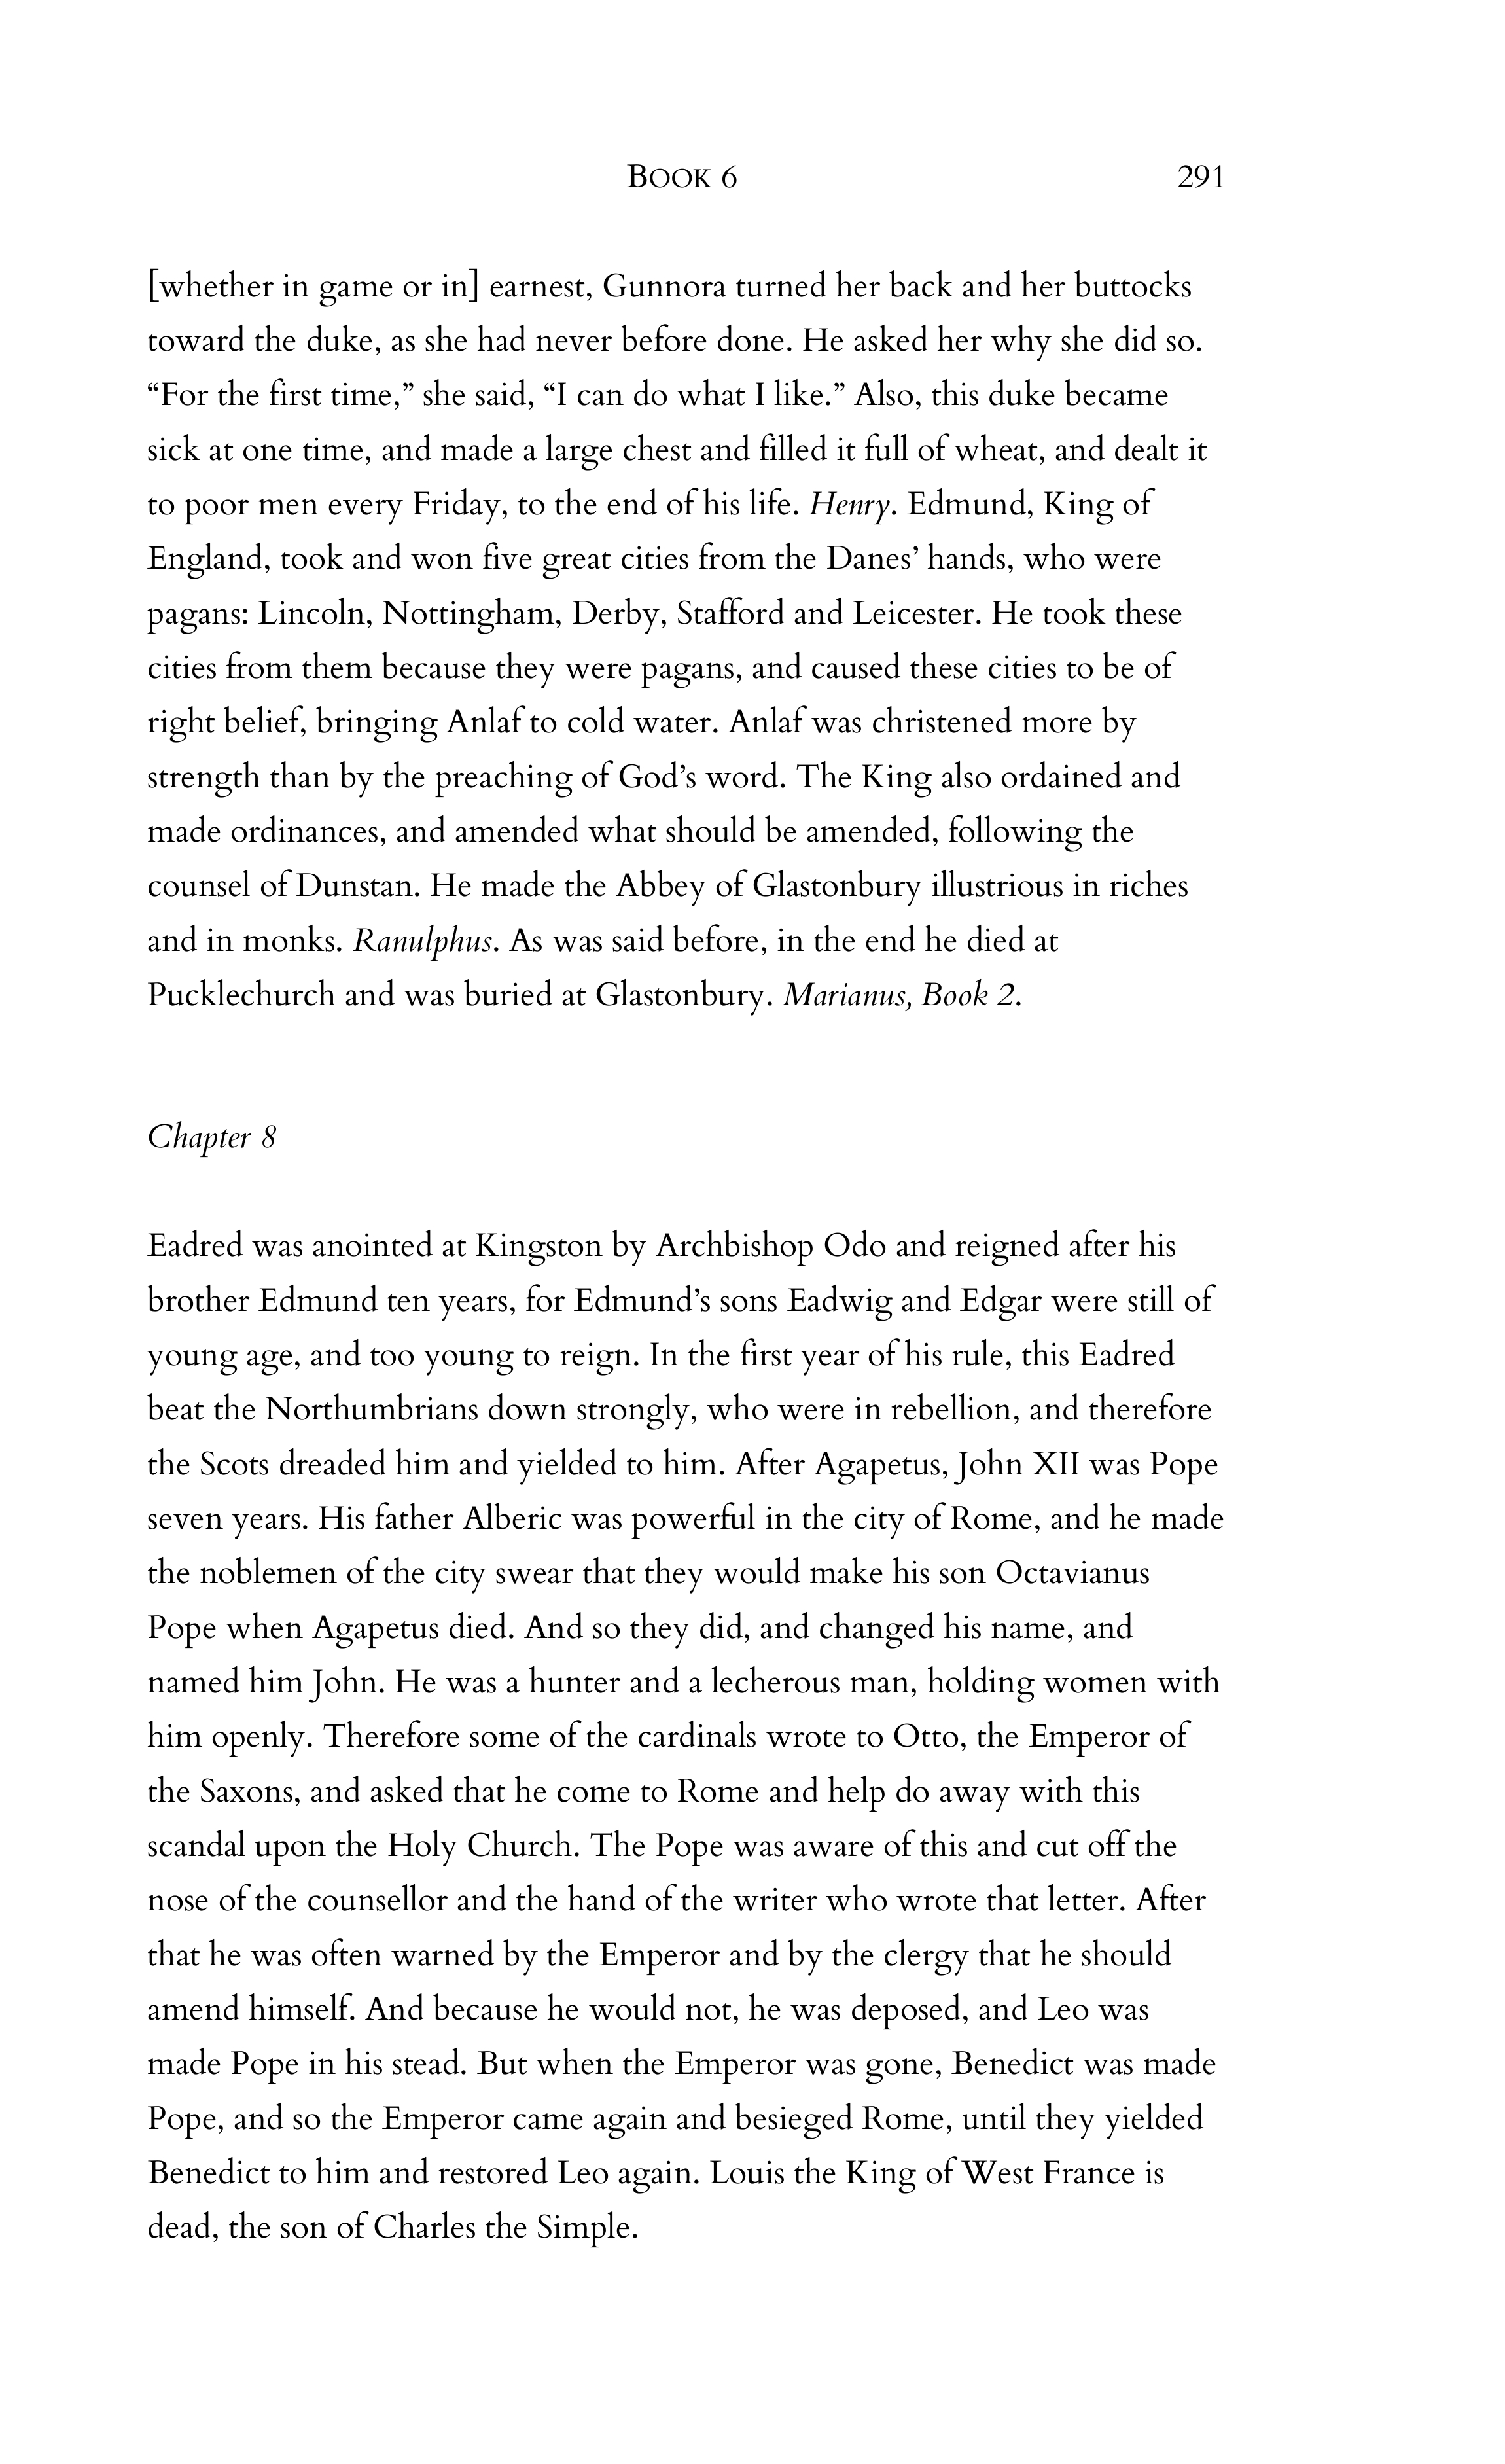 BOOK 6 291
[whether in game or in] earnest, Gunnora turned her back and her buttocks
toward the duke, as she had never before done. He asked her why she did so.
“For the first time,” she said, “I can do what I like.” Also, this duke became
sick at one time, and made a large chest and filled it full of wheat, and dealt it
to poor men every Friday, to the end of his life. Henry. Edmund, King of
England, took and won five great cities from the Danes’ hands, who were
pagans: Lincoln, Nottingham, Derby, Stafford and Leicester. He took these
cities from them because they were pagans, and caused these cities to be of
right belief, bringing Anlaf to cold water. Anlaf was christened more by
strength than by the preaching of God’s word. The King also ordained and
made ordinances, and amended what should be amended, following the
counsel of Dunstan. He made the Abbey of Glastonbury illustrious in riches
and in monks. Ranulphus. As was said before, in the end he died at
Pucklechurch and was buried at Glastonbury. Marianus, Book 2.
Chapter 8
Eadred was anointed at Kingston by Archbishop Odo and reigned after his
brother Edmund ten years, for Edmund’s sons Eadwig and Edgar were still of
young age, and too young to reign. In the first year of his rule, this Eadred
beat the Northumbrians down strongly, who were in rebellion, and therefore
the Scots dreaded him and yielded to him. After Agapetus, John XII was Pope
seven years. His father Alberic was powerful in the city of Rome, and he made
the noblemen of the city swear that they would make his son Octavianus
Pope when Agapetus died. And so they did, and changed his name, and
named him John. He was a hunter and a lecherous man, holding women with
him openly. Therefore some of the cardinals wrote to Otto, the Emperor of
the Saxons, and asked that he come to Rome and help do away with this
scandal upon the Holy Church. The Pope was aware of this and cut off the
nose of the counsellor and the hand of the writer who wrote that letter. After
that he was often warned by the Emperor and by the clergy that he should
amend himself. And because he would not, he was deposed, and Leo was
made Pope in his stead. But when the Emperor was gone, Benedict was made
Pope, and so the Emperor came again and besieged Rome, until they yielded
Benedict to him and restored Leo again. Louis the King of West France is
dead, the son of Charles the Simple.